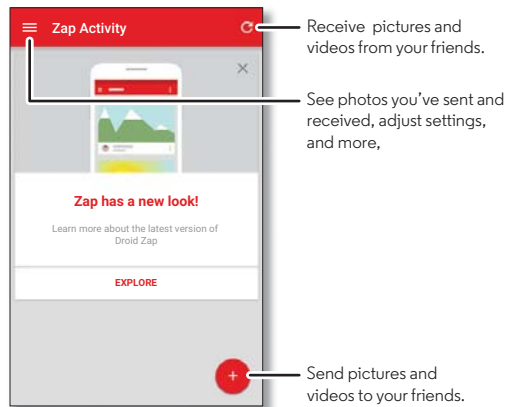 Zap Activity
Receive pictures and
videos from your friends.
See photos you've sent and
received, adjust settings,
and more,
Zap has a new look!
Learn more about the latest version of
Droid Zap
EXPLORE
+
Send pictures and
videos to your friends.